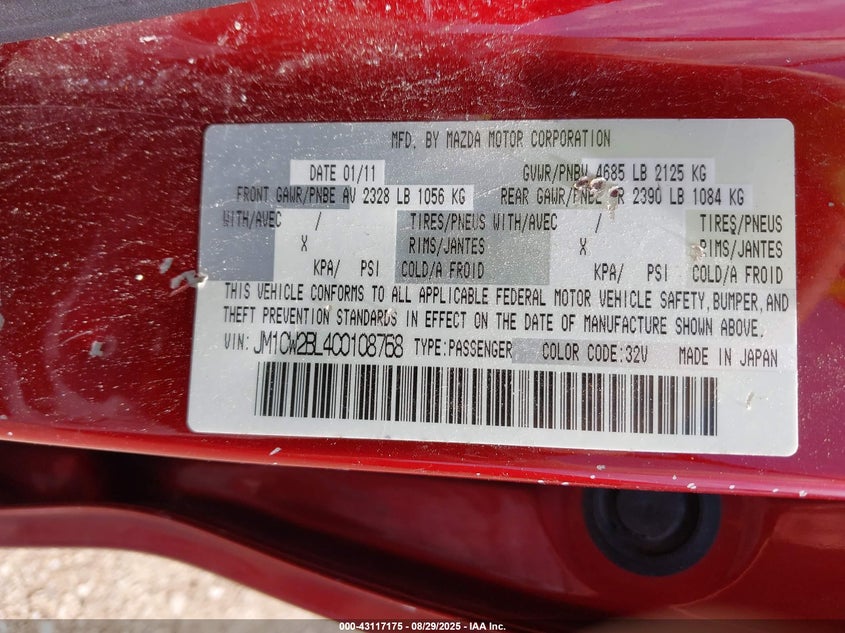 MFD. BY MAZDA MOTOR CORPORATION
DATE 01/11 GVWR/PNBV 4685 LB 2125 KG
FRONT GAWR/PNBE AV 2328 LB 1056 KG REAR GAWR/PNBE AR 2390 LB 1084 KG
WITH/AVEC / TIRES/PNEUS WITH/AVEC / TIRES/PNEUS
X RIMS/JANTES X RIMS/JANTES
KPA/ PSI COLD/A FROID KPA/ PSI COLD/A FROID
THIS VEHICLE CONFORMS TO ALL APPLICABLE FEDERAL MOTOR VEHICLE SAFETY, BUMPER, AND
THEFT PREVENTION STANDARDS IN EFFECT ON THE DATE OF MANUFACTURE SHOWN ABOVE.
VIN: JM1CW2BL4C0108768 TYPE:PASSENGER COLOR CODE:32V MADE IN JAPAN
000-43117175 - 08/29/2025 - IAA Inc.